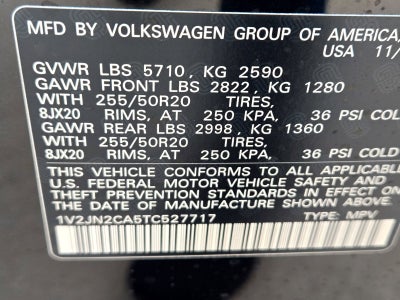 MFD BY VOLKSWAGEN GROUP OF AMERICA,
USA 11/
GVWR LBS 5710, KG 2590
GAWR FRONT LBS 2822, KG 1280
WITH 255/50R20 TIRES,
8JX20 RIMS, AT 250 KPA, 36 PSI COLD
GAWR REAR LBS 2998, KG 1360
WITH 255/50R20 TIRES,
8JX20 RIMS, AT 250 KPA, 36 PSI COLD
THIS VEHICLE CONFORMS TO ALL APPLICABL
U.S. FEDERAL MOTOR VEHICLE SAFETY AN
THEFT PREVENTION STANDARDS IN EFFECT ON
DATE OF MANUFACTURE SHOWN ABOVE.
1V2JN2CA5TC527717 TYPE: MPV